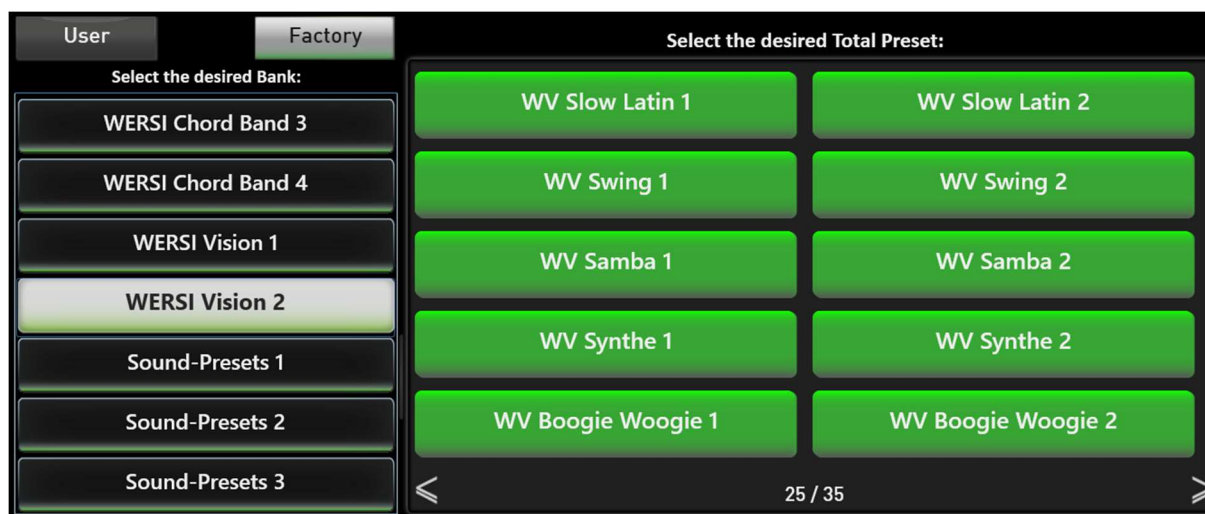 User
Factory
Select the desired Bank:
WERSI Chord Band 3
WERSI Chord Band 4
WERSI Vision 1
WERSI Vision 2
Sound-Presets 1
Sound-Presets 2
Sound-Presets 3
Select the desired Total Preset:
WV Slow Latin 1
WV Slow Latin 2
WV Swing 1
WV Swing 2
WV Samba 1
WV Samba 2
WV Synthe 1
WV Synthe 2
WV Boogie Woogie 1
WV Boogie Woogie 2
25 / 35